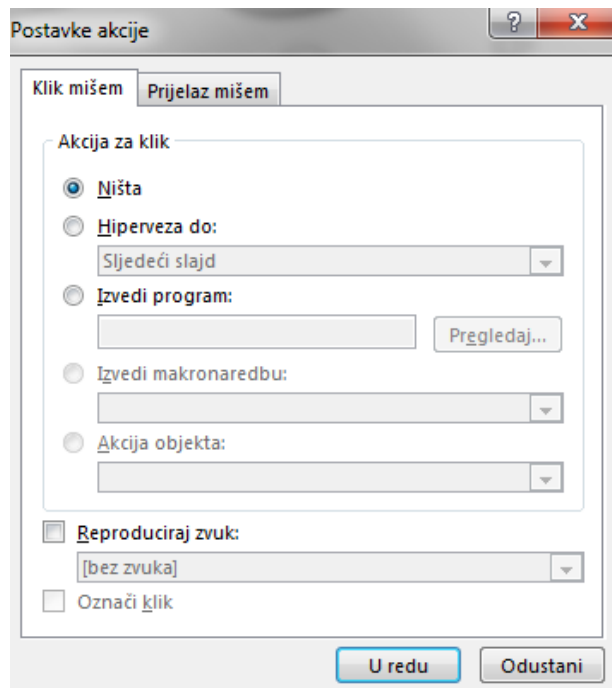 Postavke akcije
Klik mišem Prijelaz mišem
Akcija za klik
Ništa
Hiperveza do:
Sljedeći slajd
Izvedi program:
Pregledaj...
Izvedi makronaredbu:
Akcija objekta:
Reproduciraj zvuk:
[bez zvuka]
Označi klik
U redu Odustani